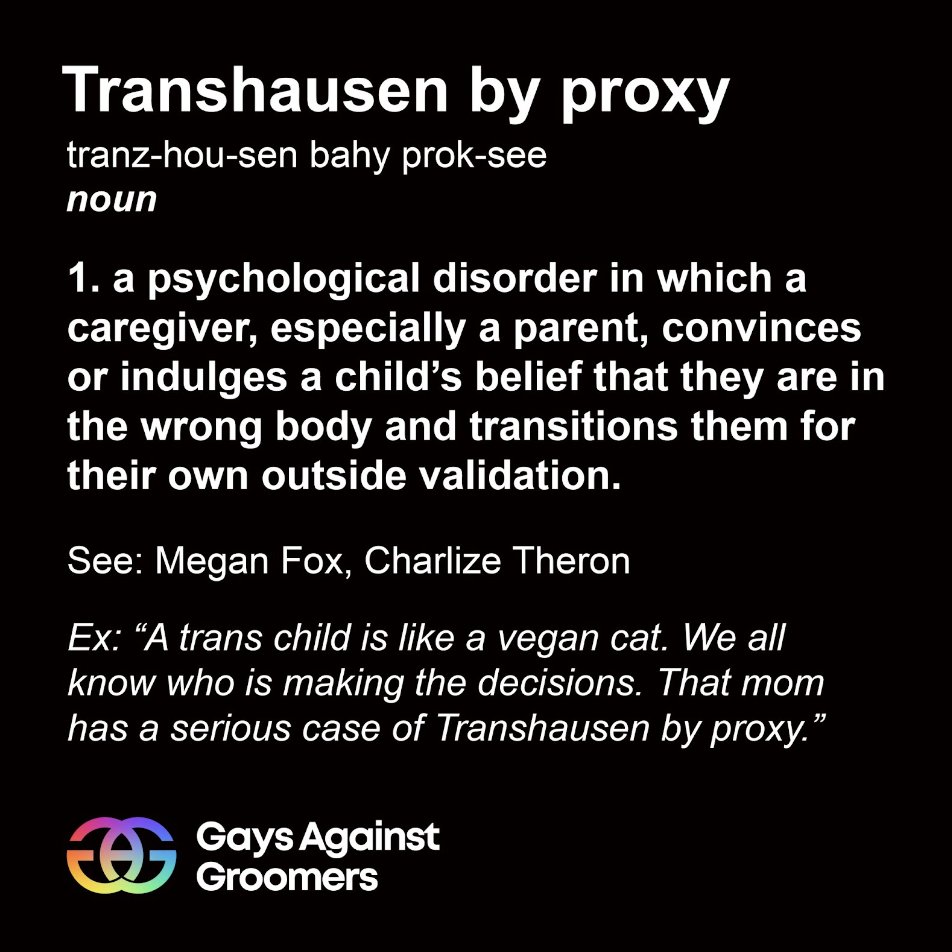 Transhausen by proxy
tranz-hou-sen bahy prok-see
noun
1. a psychological disorder in which a
caregiver, especially a parent, convinces
or indulges a child’s belief that they are in
the wrong body and transitions them for
their own outside validation.
See: Megan Fox, Charlize Theron
Ex: “A trans child is like a vegan cat. We all
know who is making the decisions. That mom
has a serious case of Transhausen by proxy.”
Gays Against
Groomers